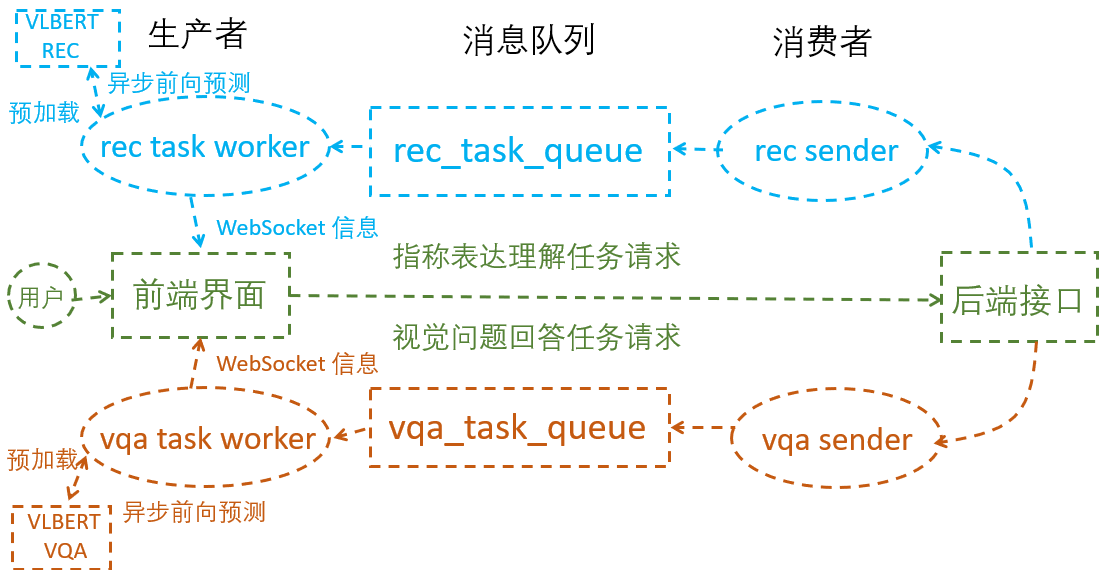 VLBERT
REC
生产者
消息队列
消费者
异步前向预测
预加载
rec task worker
rec_task_queue
rec sender
WebSocket 信息
指称表达理解任务请求
用户
前端界面
后端接口
视觉问题回答任务请求
WebSocket 信息
vqa task worker
vqa_task_queue
vqa sender
预加载
异步前向预测
VLBERT
VQA